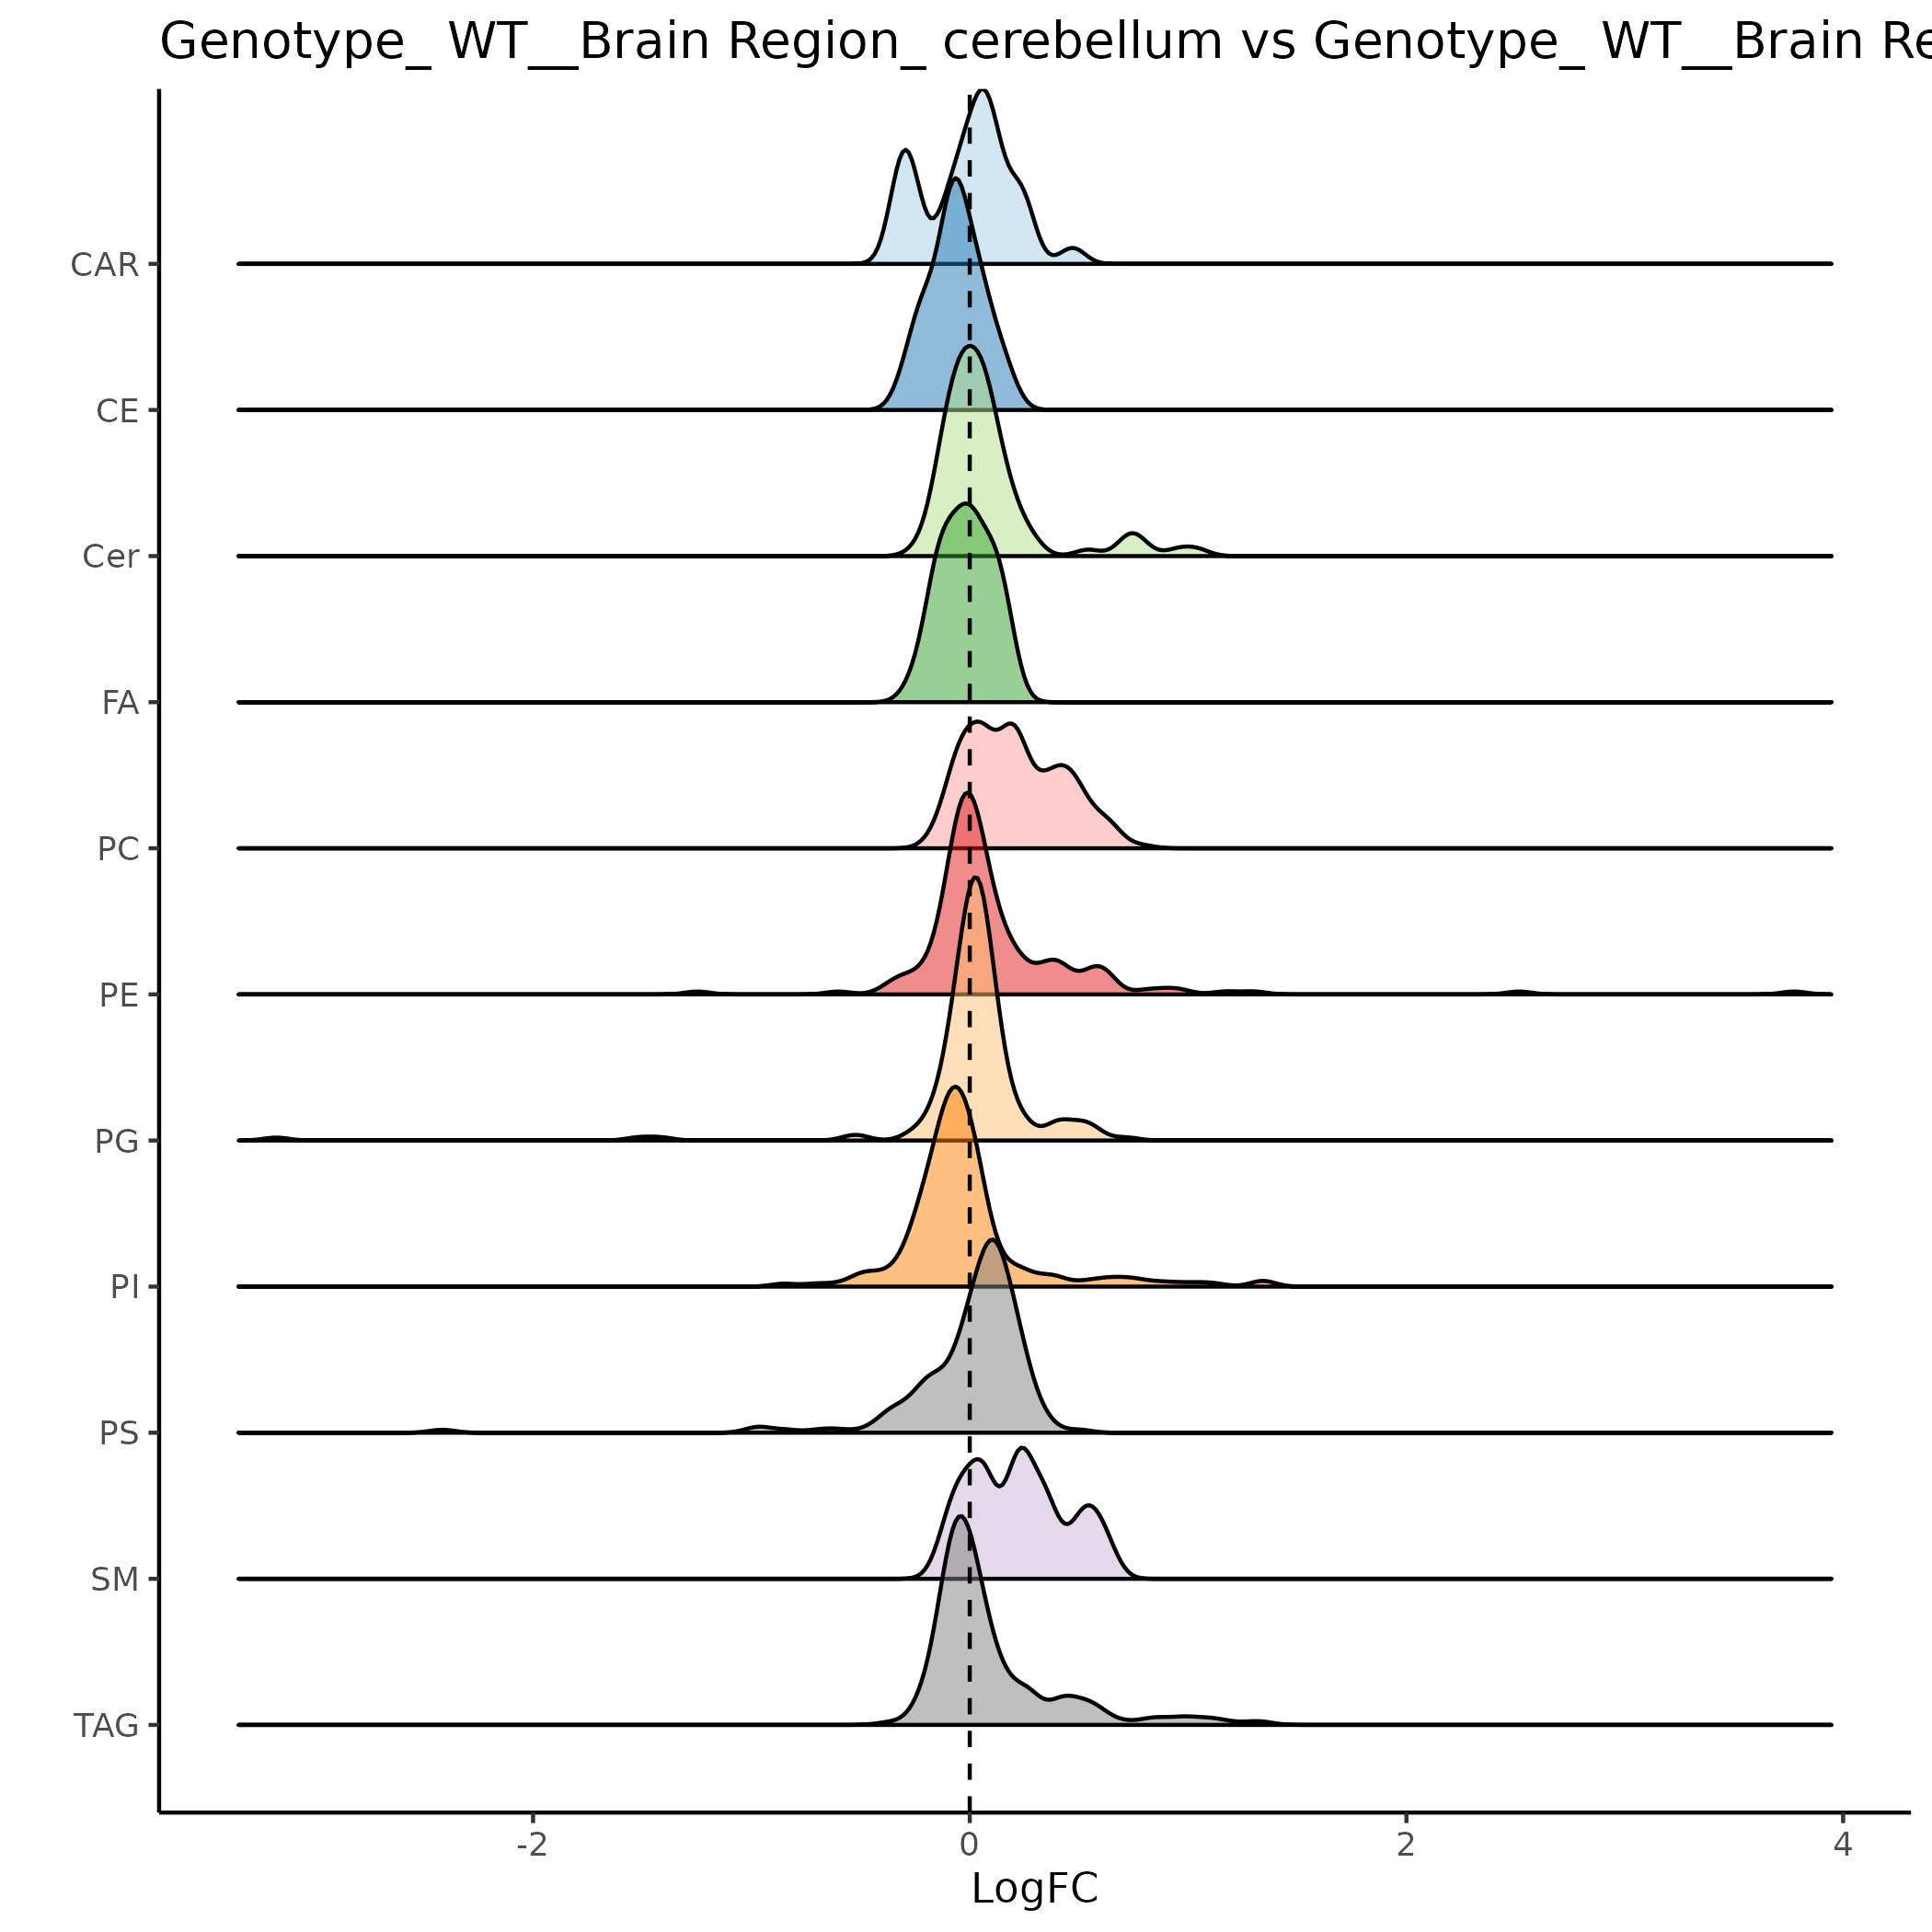 Genotype_ WT__Brain Region_ cerebellum vs Genotype_ WT__Brain Re
CAR
CE
Cer
FA
PC
PE
PG
PI
PS
SM
TAG
-2 0 2 4
LogFC